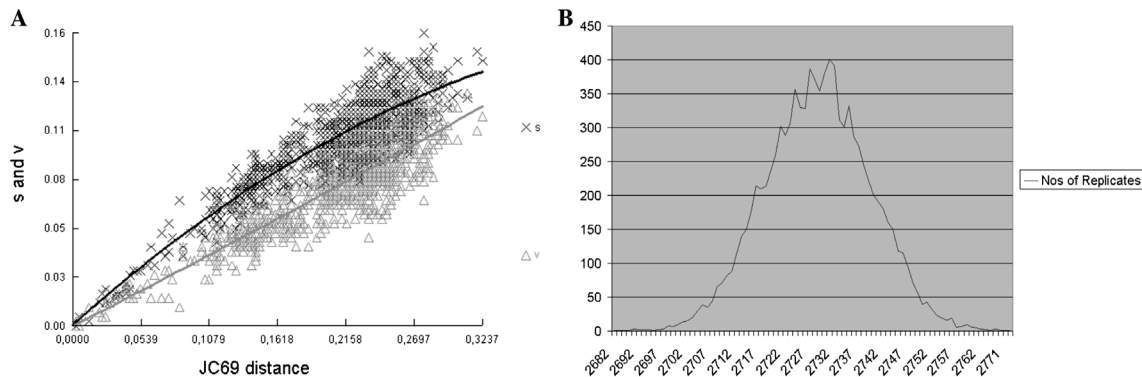 A
s and v
0.16
0.14
0.11
0.08
0.05
0.03
0.00
0,0000 0,0539 0,1079 0,1618 0,2158 0,2697 0,3237
JC69 distance
s
v
B
450
400
350
300
250
200
150
100
50
0
2682 2692 2697 2702 2707 2712 2717 2722 2727 2732 2737 2742 2747 2752 2757 2762 2771
Nos of Replicates